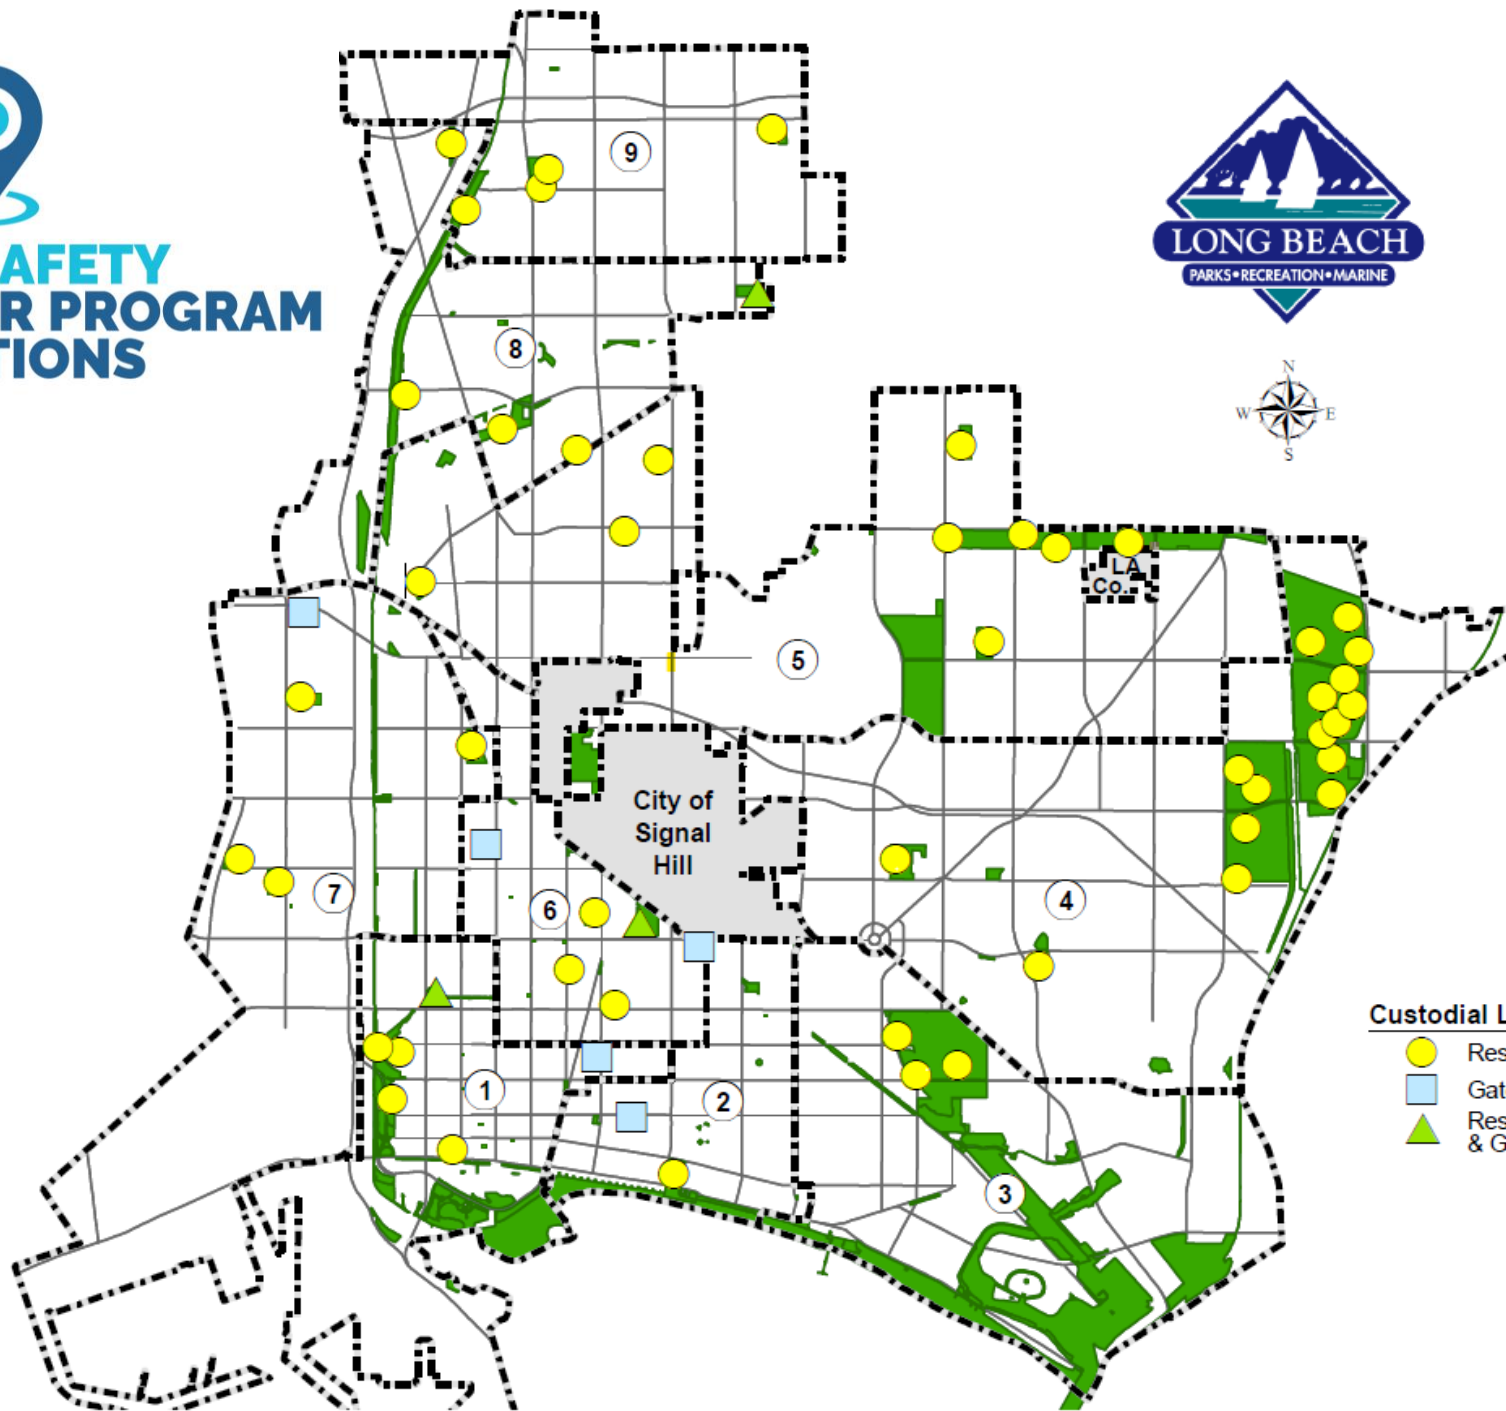 AFETY
R PROGRAM
TIONS
LONG BEACH
PARKS•RECREATION•MARINE
N
W E
S
9
8
LA
Co.
5
City of
Signal
Hill
7
6
4
1
2
3
Custodial L
Res
Gat
Res
& G